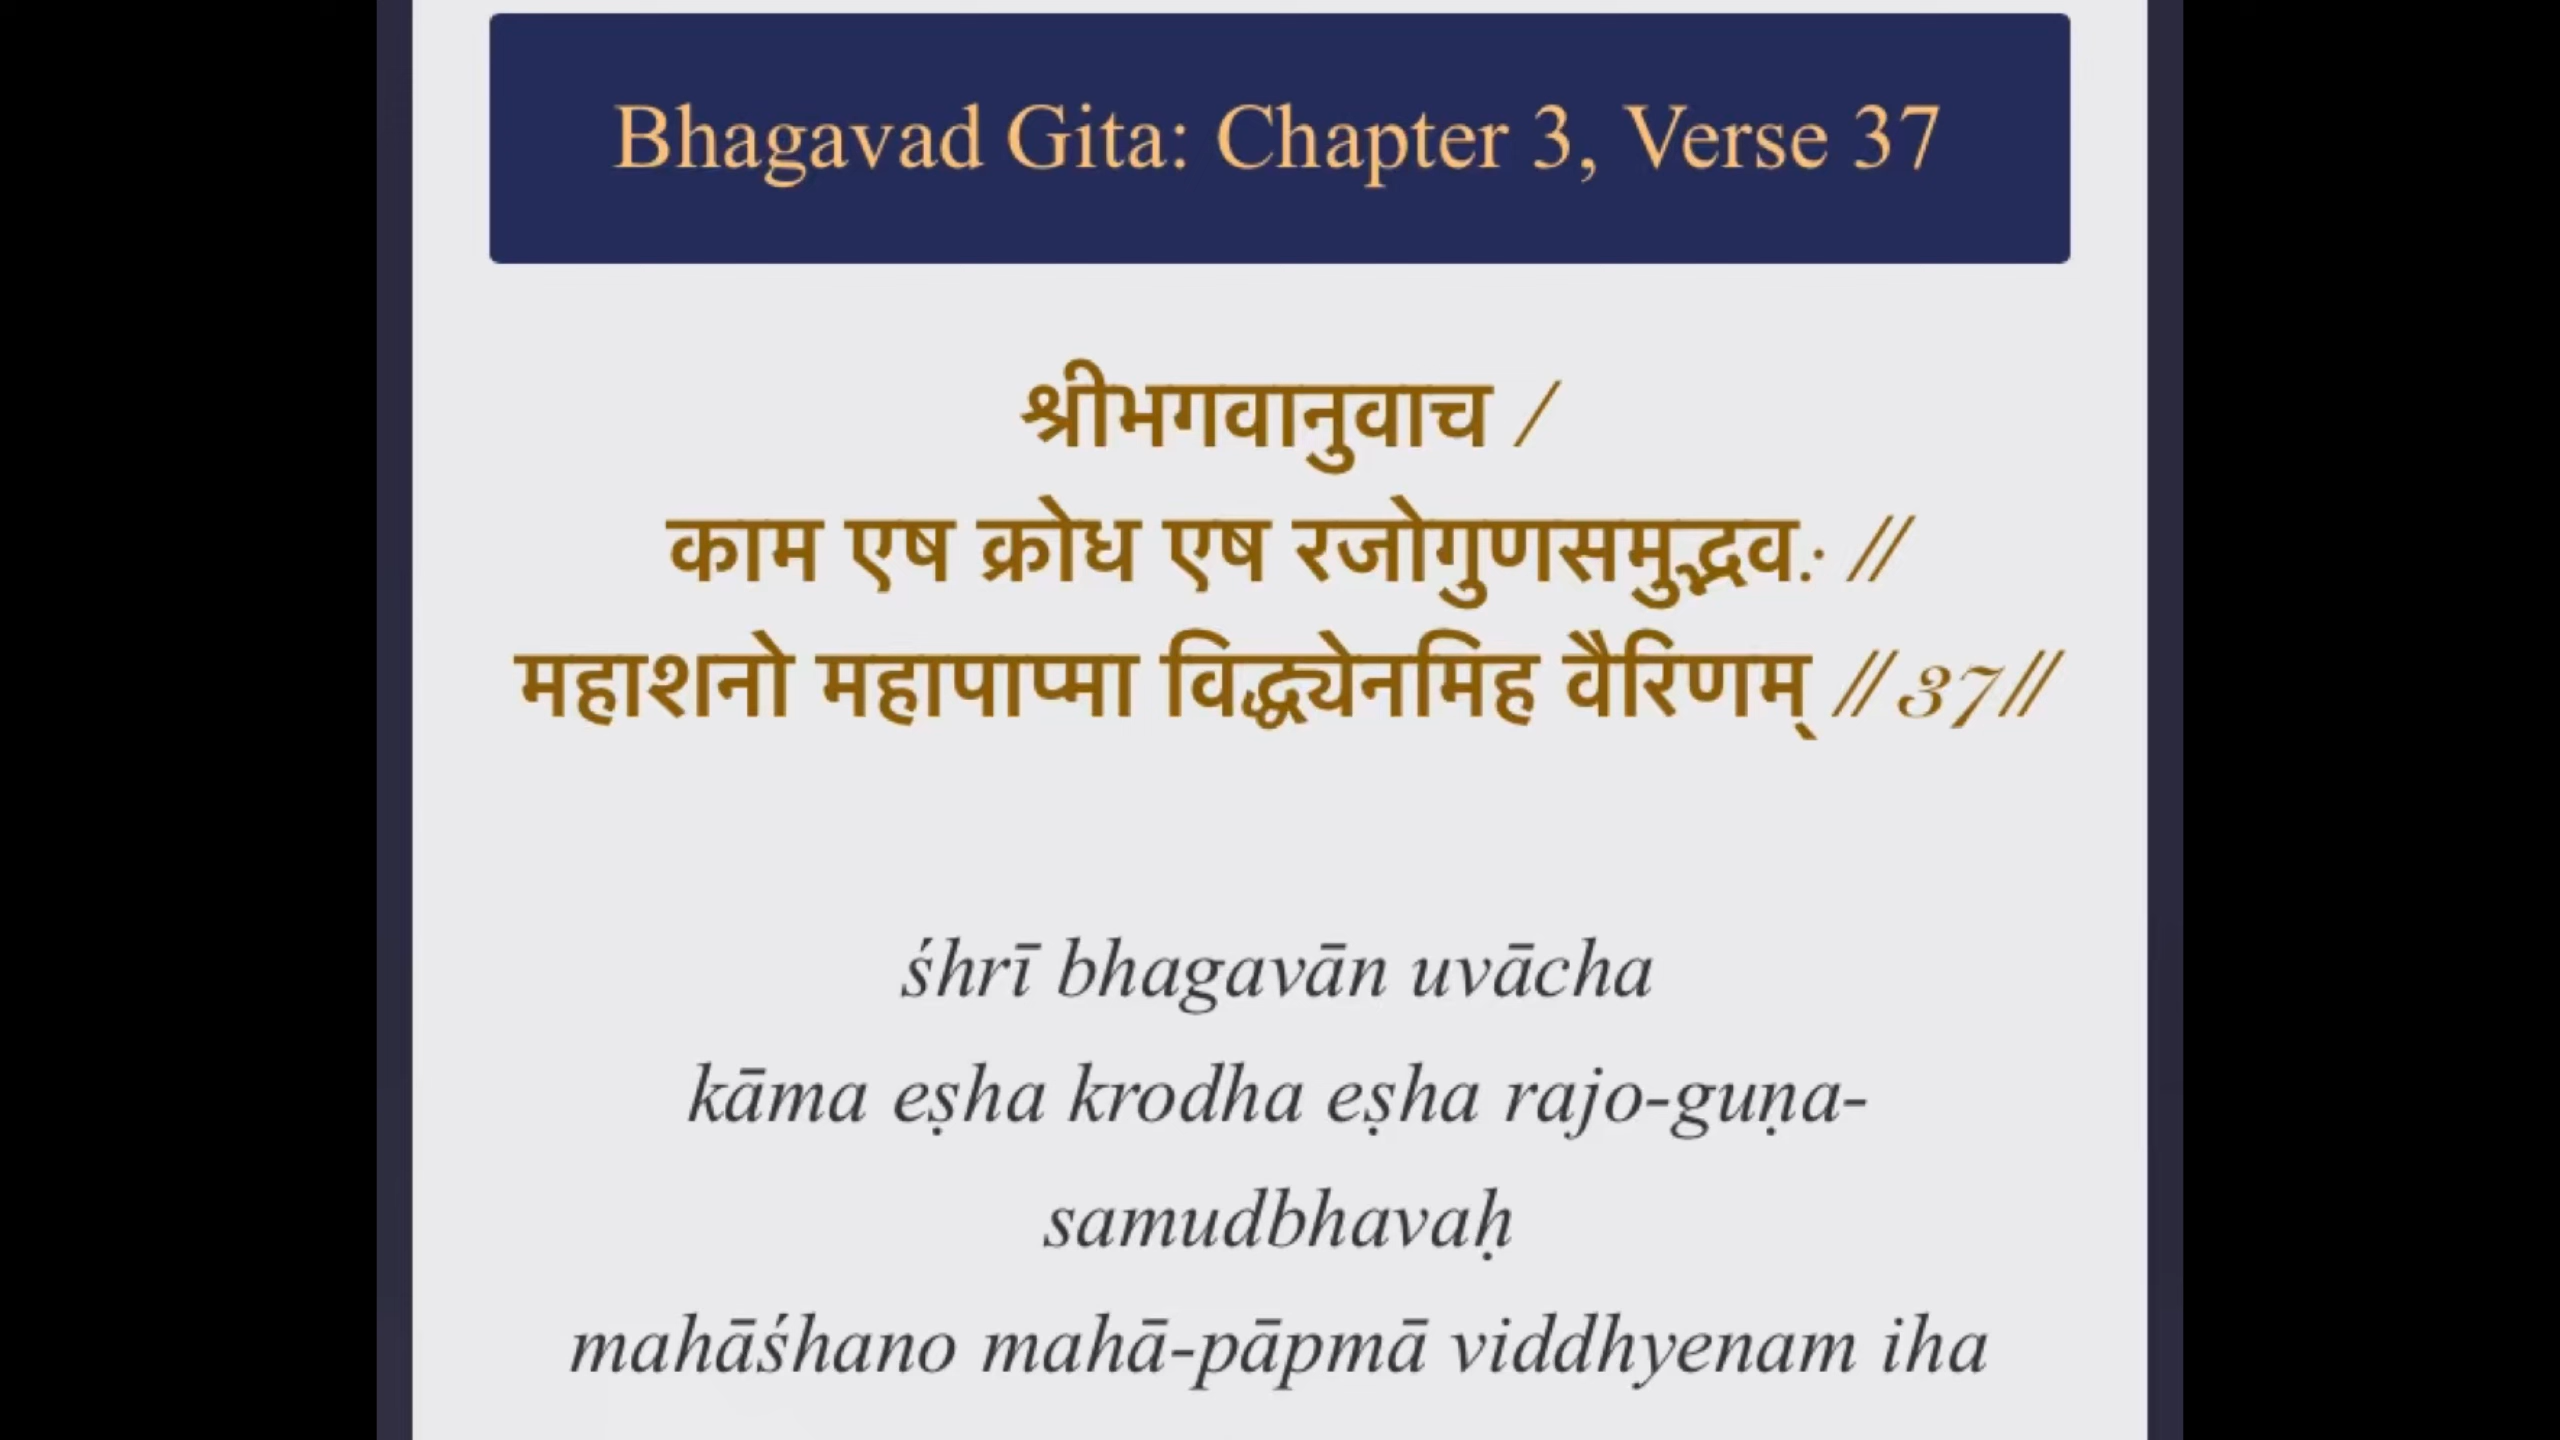 Bhagavad Gita: Chapter 3, Verse 37
श्रीभगवानुवाच /
काम एष क्रोध एष रजोगुणसमुद्भव: //
महाशनो महापाप्मा विद्ध्येनमिह वैरिणम् // 37//
śhrī bhagavān uvācha
kāma eṣha krodha eṣha rajo-guṇa-
samudbhavaḥ
mahāśhano mahā-pāpmā viddhyenam iha